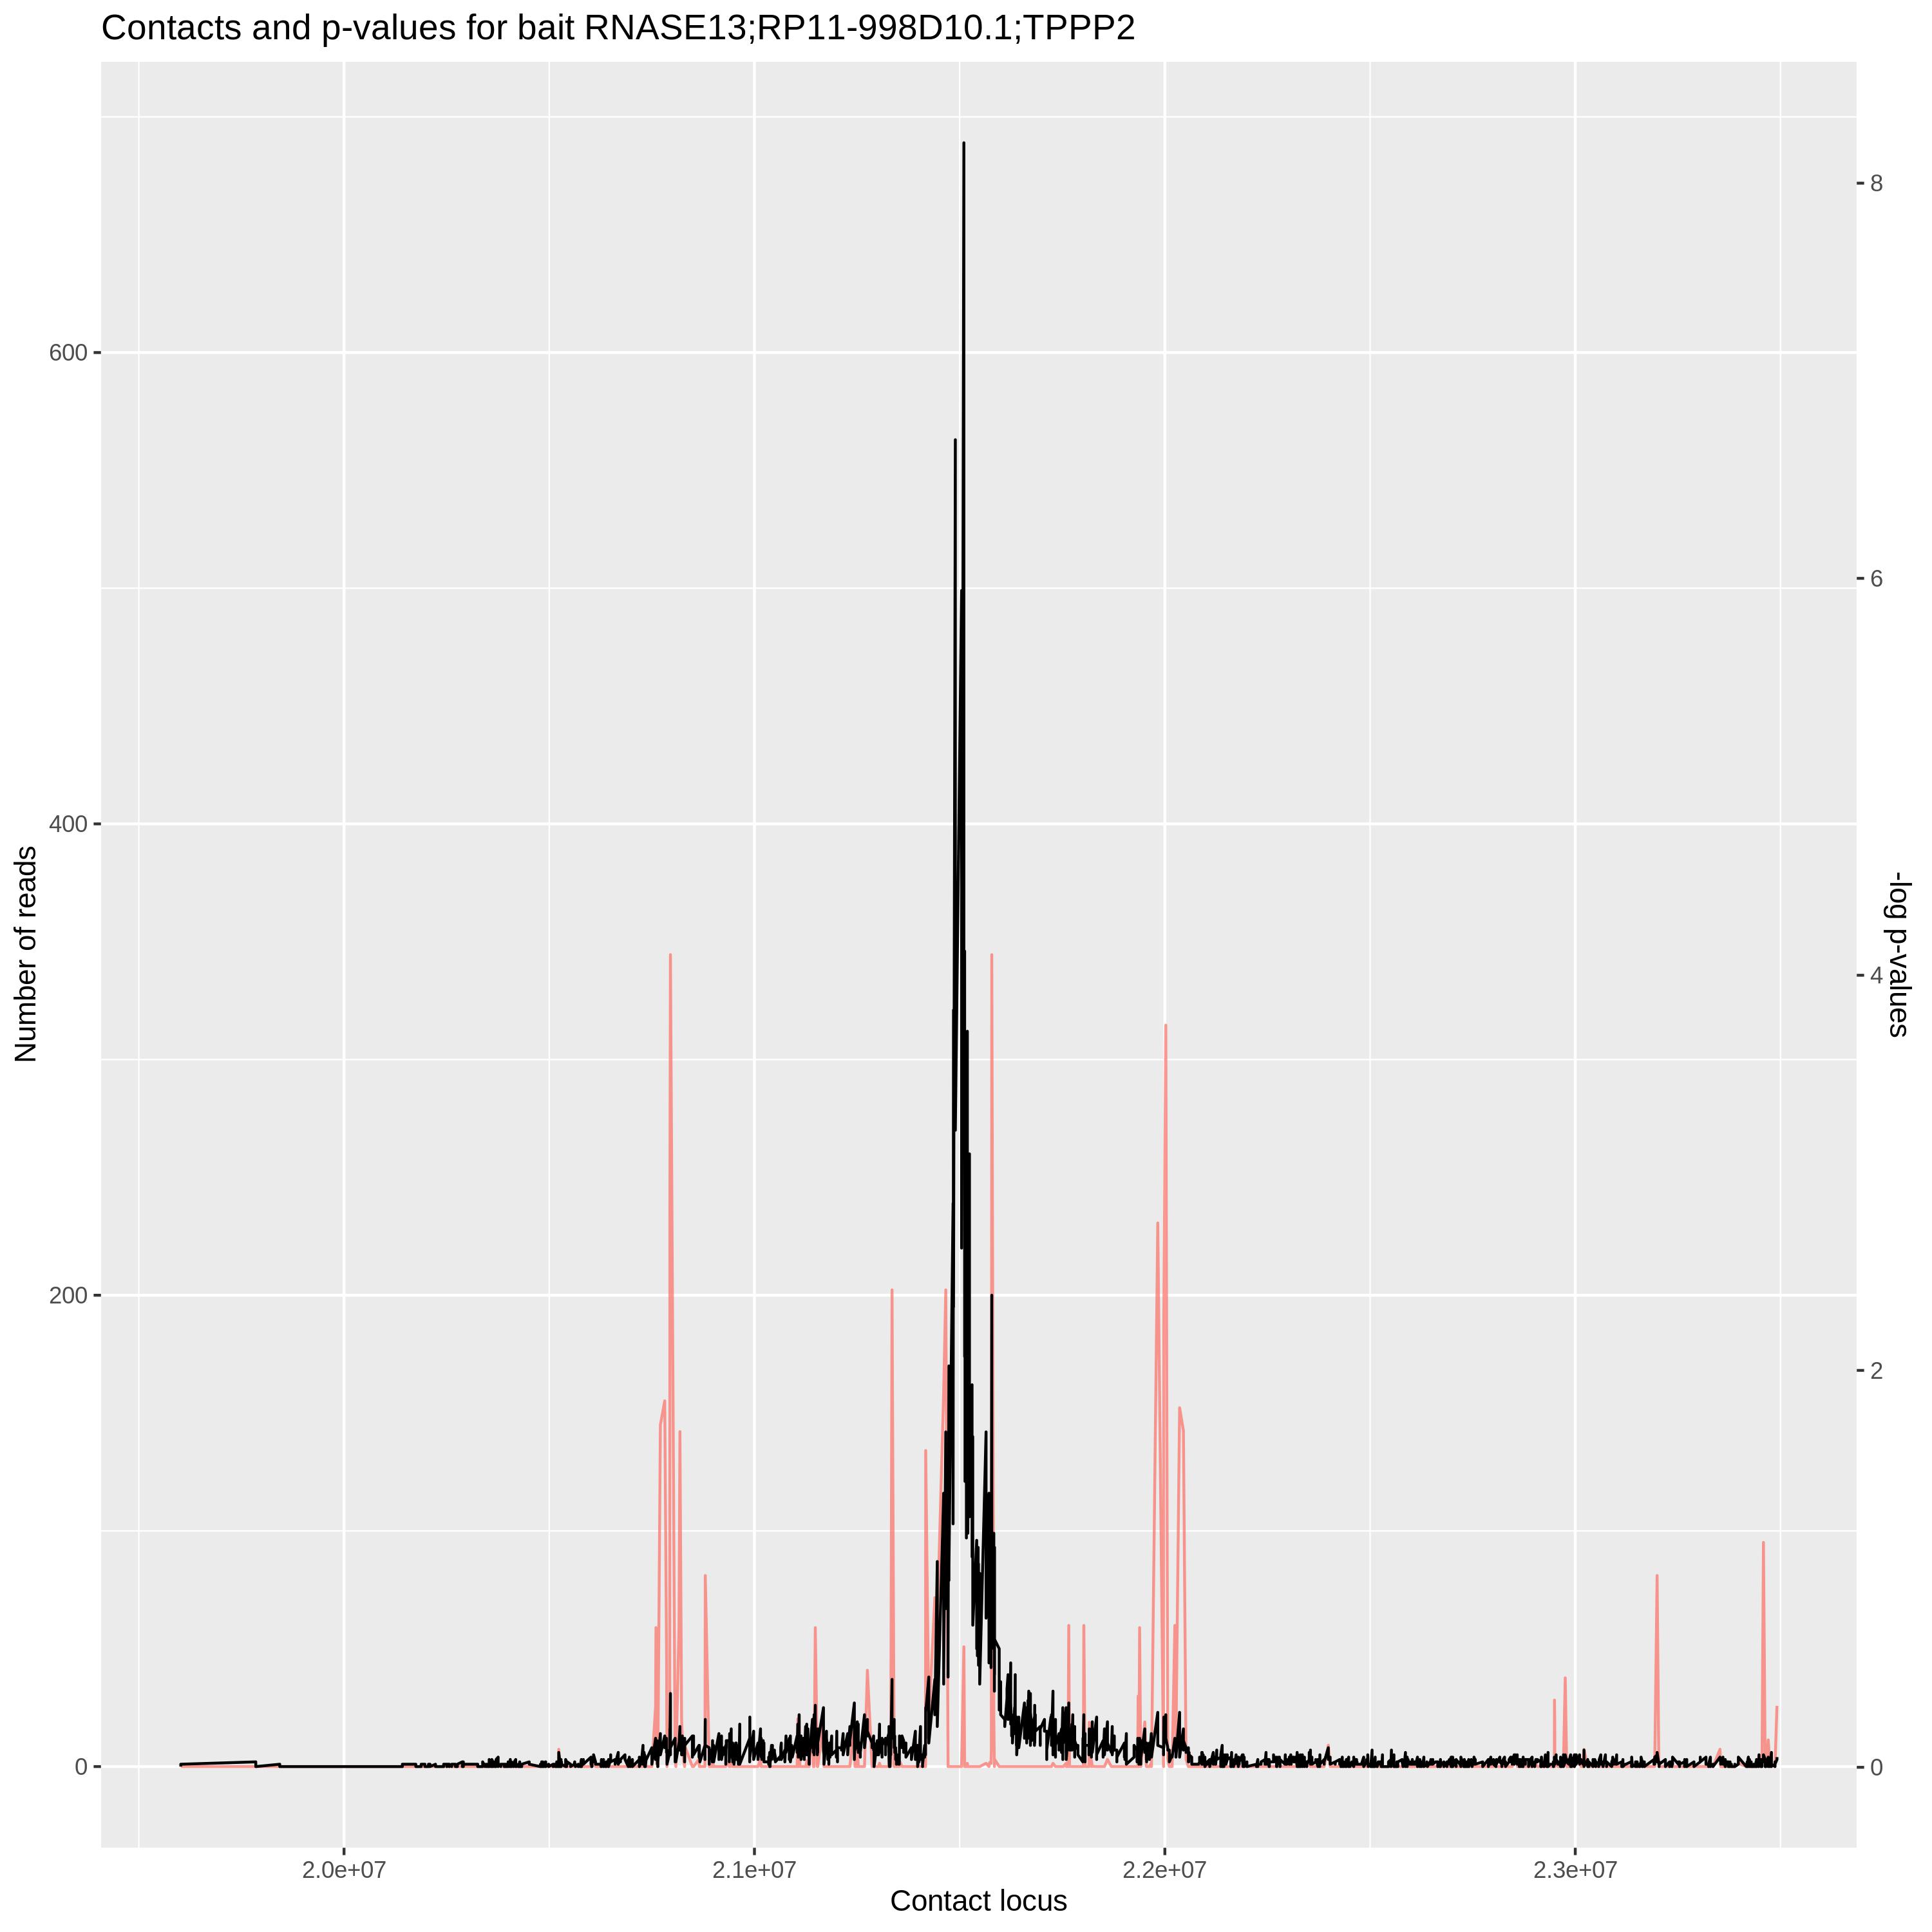 Contacts and p-values for bait RNASE13;RP11-998D10.1;TPPP2
600
400
200
0
8
6
4
2
0
Number of reads
-log p-values
2.0e+07
2.1e+07
2.2e+07
2.3e+07
Contact locus